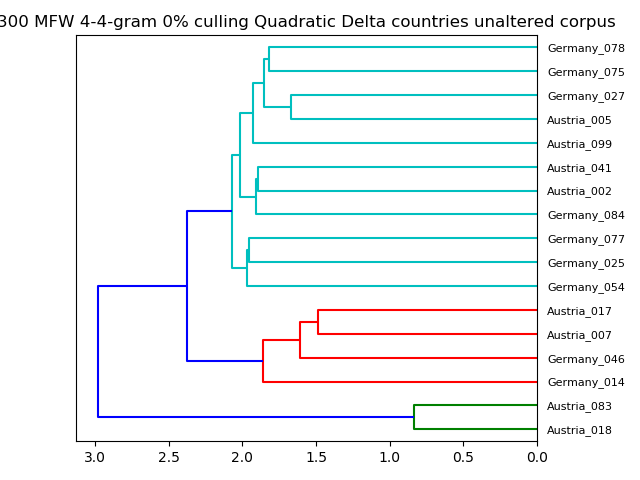 300 MFW 4-4-gram 0% culling Quadratic Delta countries unaltered corpus
Germany_078
Germany_075
Germany_027
Austria_005
Austria_099
Austria_041
Austria_002
Germany_084
Germany_077
Germany_025
Germany_054
Austria_017
Austria_007
Germany_046
Germany_014
Austria_083
Austria_018
3.0 2.5 2.0 1.5 1.0 0.5 0.0